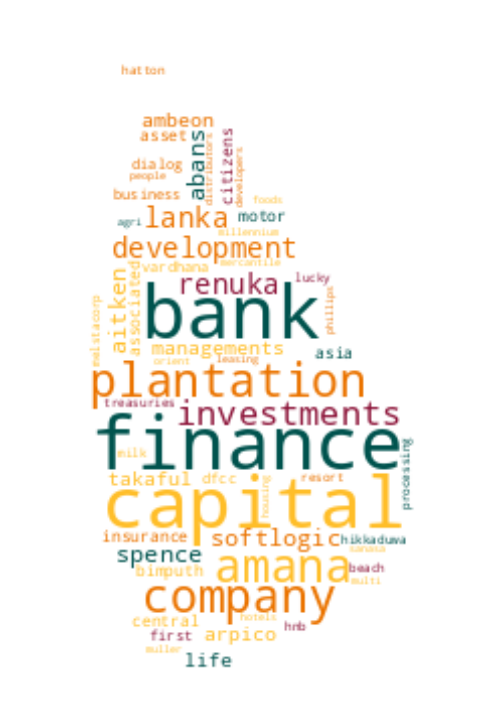 hatton
ambeon
asset
abans
distributors
citizens
developers
dialog
people
business
foods
agri
lanka
motor
millennium
development
vardhana
mercantile
aitken
associated
renuka
lucky
bank
phillips
melstacorp
managements
asia
orient
leasing
plantation
treasuries
investments
finance
milk
processing
takaful
dfcc
housing
resort
capital
insurance
softlogic
hikkaduwa
sanasa
spence
bimputh
amana
beach
multi
company
central
hotels
hnb
first
arpico
muller
life